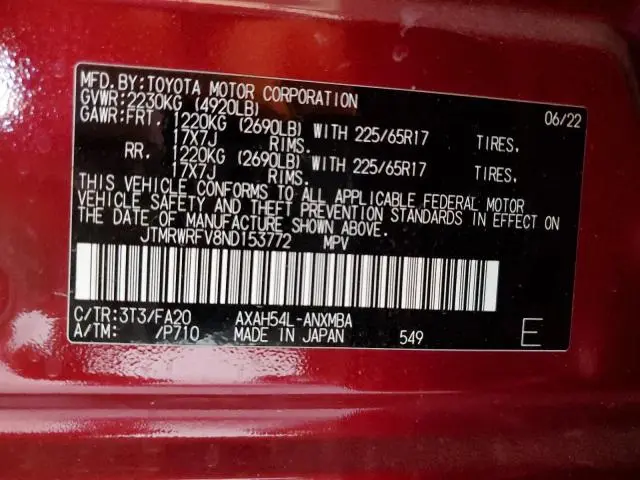 MFD.BY:TOYOTA MOTOR CORPORATION
GVWR:2230KG (4920LB) 06/22
GAWR:FRT. 1220KG (2690LB) WITH 225/65R17 TIRES.
17X7J RIMS.
RR. 1220KG (2690LB) WITH 225/65R17 TIRES.
17X7J RIMS.
THIS VEHICLE CONFORMS TO ALL APPLICABLE FEDERAL MOTOR
VEHICLE SAFETY AND THEFT PREVENTION STANDARDS IN EFFECT ON
THE DATE OF MANUFACTURE SHOWN ABOVE.
JTMRWRFV8ND153772 MPV
C/TR:3T3/FA20 AXAH54L-ANXMBA
A/TM: /P710 MADE IN JAPAN 549 E